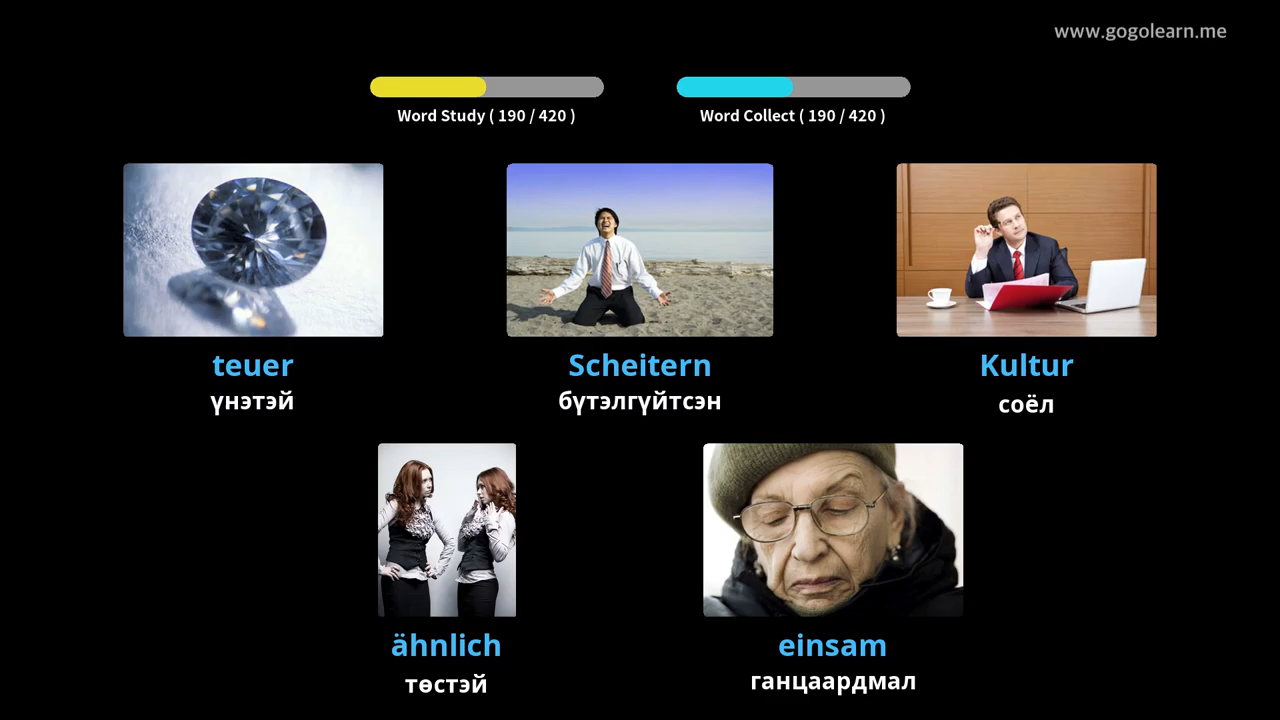 www.gogolearn.me
Word Study ( 190 / 420 )
Word Collect ( 190 / 420 )
teuer
үнэтэй
Scheitern
бүтэлгүйтсэн
Kultur
соёл
ähnlich
төстэй
einsam
ганцаардмал